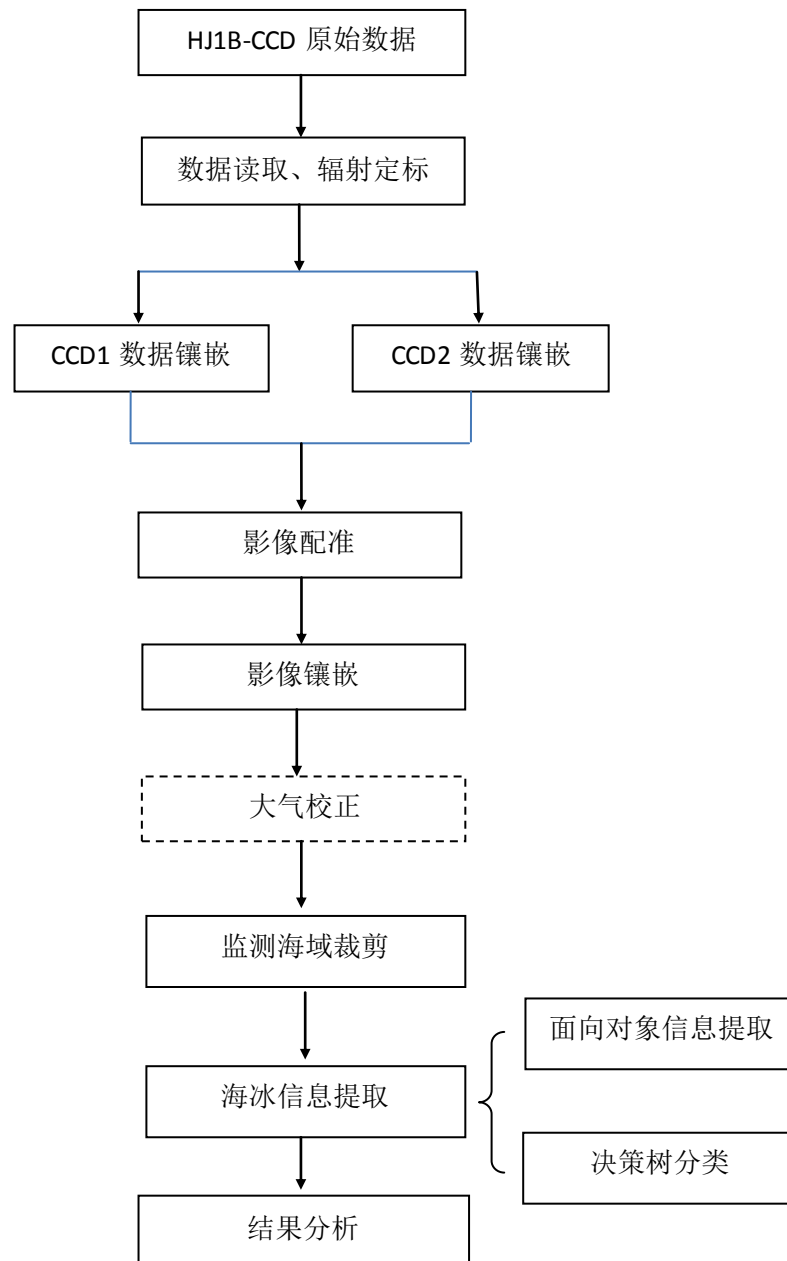 HJ1B-CCD 原始数据
数据读取、辐射定标
CCD1 数据镶嵌
CCD2 数据镶嵌
影像配准
影像镶嵌
大气校正
监测海域裁剪
海冰信息提取
面向对象信息提取
决策树分类
结果分析